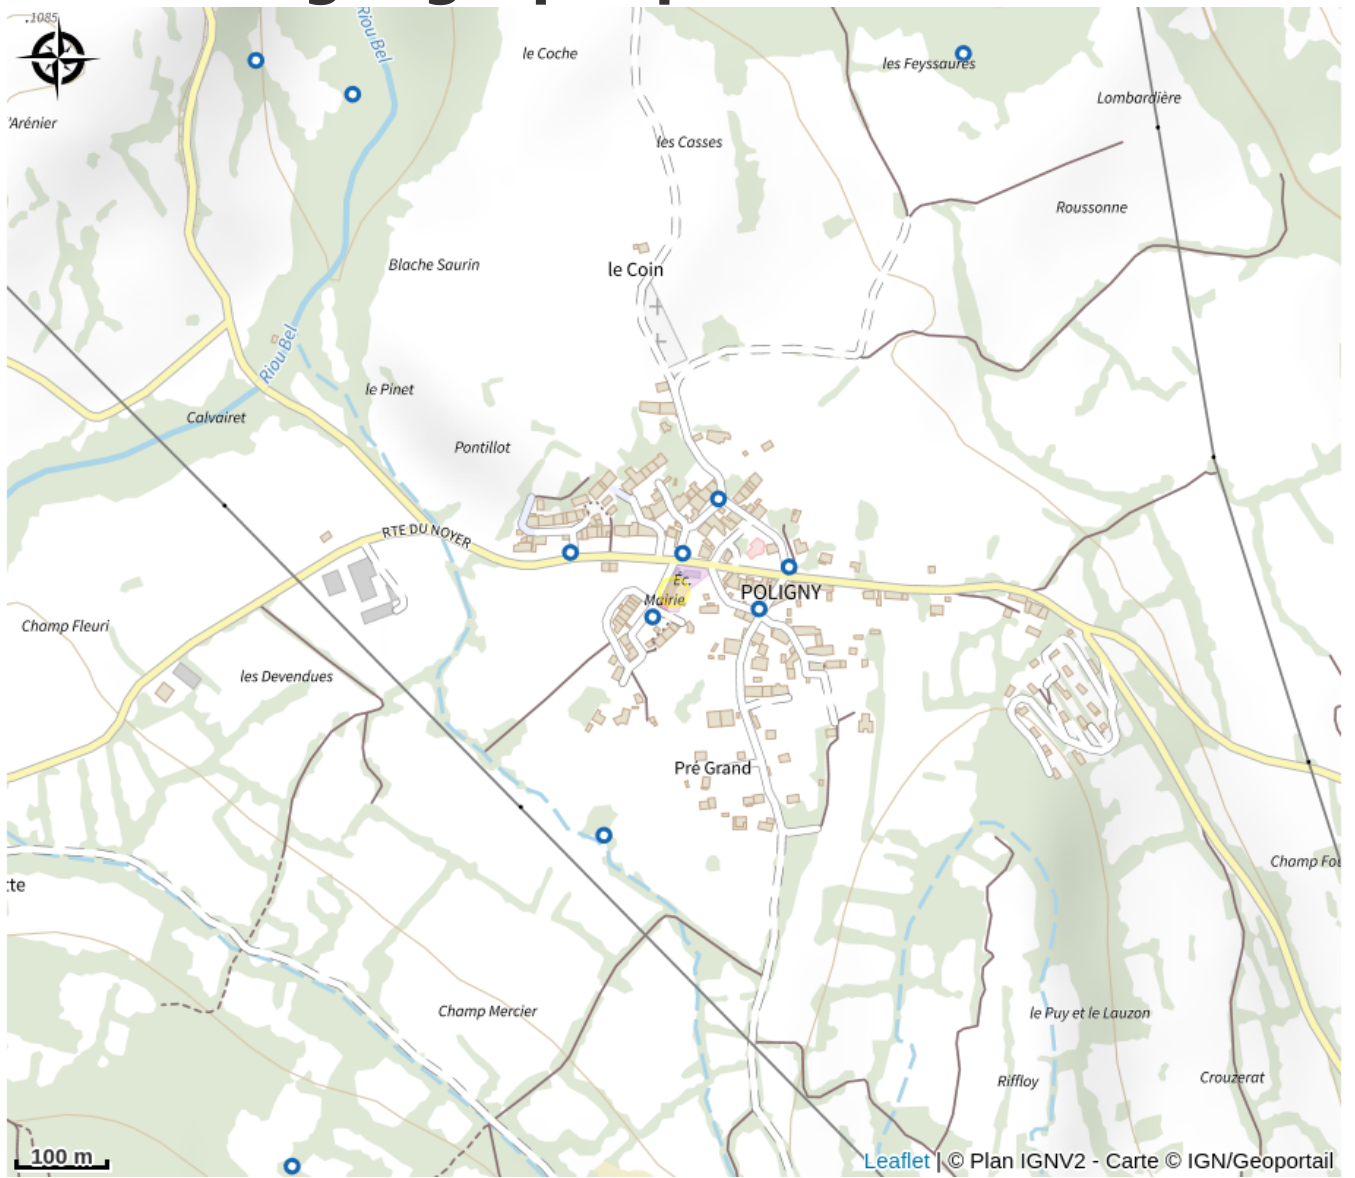 .1085
Riou Bel
le Coche
les Feyssaures
Lombardière
'Arénier
les Casses
Roussonne
Blache Saurin
le Coin
Riou Bel
le Pinet
Calvairet
Pontillot
RTE DU NOYER
Éc.
POLIGNY
Mairie
Champ Fleuri
les Devendues
Pré Grand
Champ Fou
tte
Champ Mercier
le Puy et le Lauzon
Riffloy
Crouzerat
100 m
Leaflet | © Plan IGNV2 - Carte © IGN/Geoportail